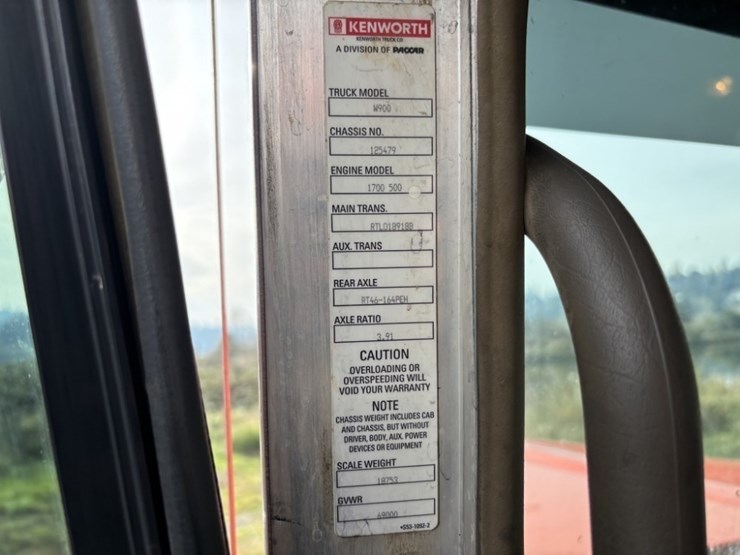 KENWORTH
KENWORTH TRUCK CO.
A DIVISION OF PACCAR
TRUCK MODEL
W900
CHASSIS NO.
125479
ENGINE MODEL
1700 500
MAIN TRANS.
RTLO18918B
AUX. TRANS
REAR AXLE
RT46-164PEH
AXLE RATIO
3.91
CAUTION
OVERLOADING OR
OVERSPEEDING WILL
VOID YOUR WARRANTY
NOTE
CHASSIS WEIGHT INCLUDES CAB
AND CHASSIS, BUT WITHOUT
DRIVER, BODY, AUX. POWER
DEVICES OR EQUIPMENT
SCALE WEIGHT
18753
GVWR
69000